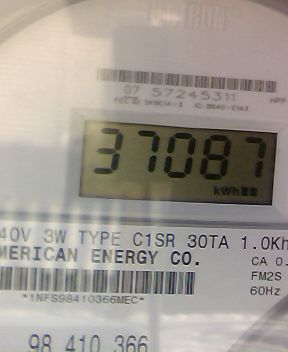 07 57245311
37087
kWh
40V 3W TYPE C1SR 30TA 1.0Kh
MERICAN ENERGY CO.
CA 0.
FM2S
*1NFS98410366MEC*
60Hz
98 410 366